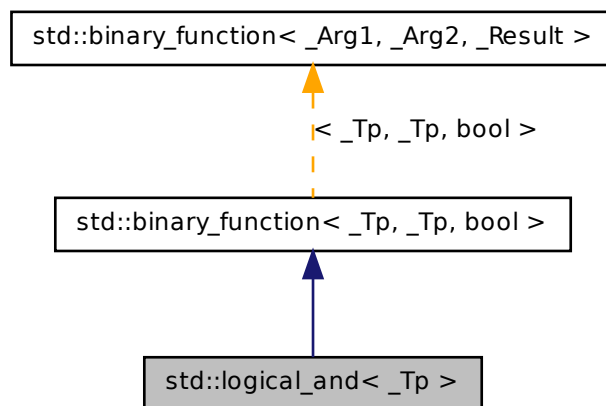 std::binary_function< _Arg1, _Arg2, _Result >
< _Tp, _Tp, bool >
std::binary_function< _Tp, _Tp, bool >
std::logical_and< _Tp >